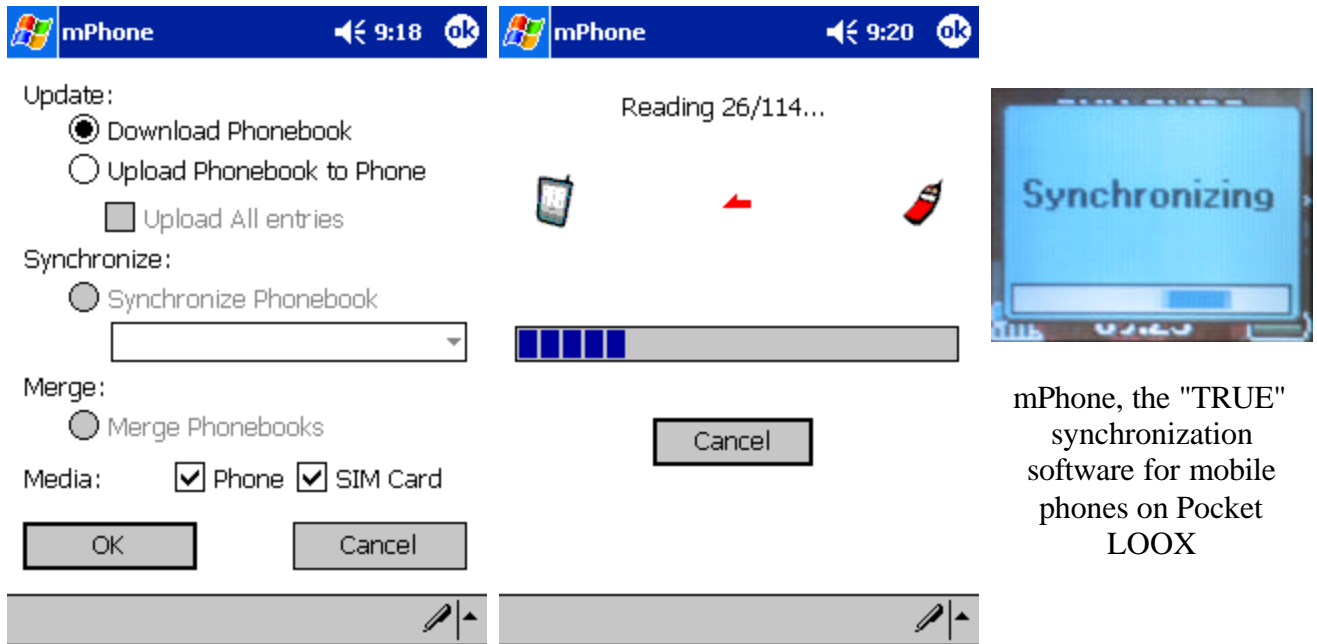 mPhone 9:18 ok
Update:
Download Phonebook
Upload Phonebook to Phone
Upload All entries
Synchronize:
Synchronize Phonebook
Merge:
Merge Phonebooks
Media: Phone SIM Card
OK Cancel
mPhone 9:20 ok
Reading 26/114...
Cancel
Synchronizing
mPhone, the "TRUE"
synchronization
software for mobile
phones on Pocket
LOOX